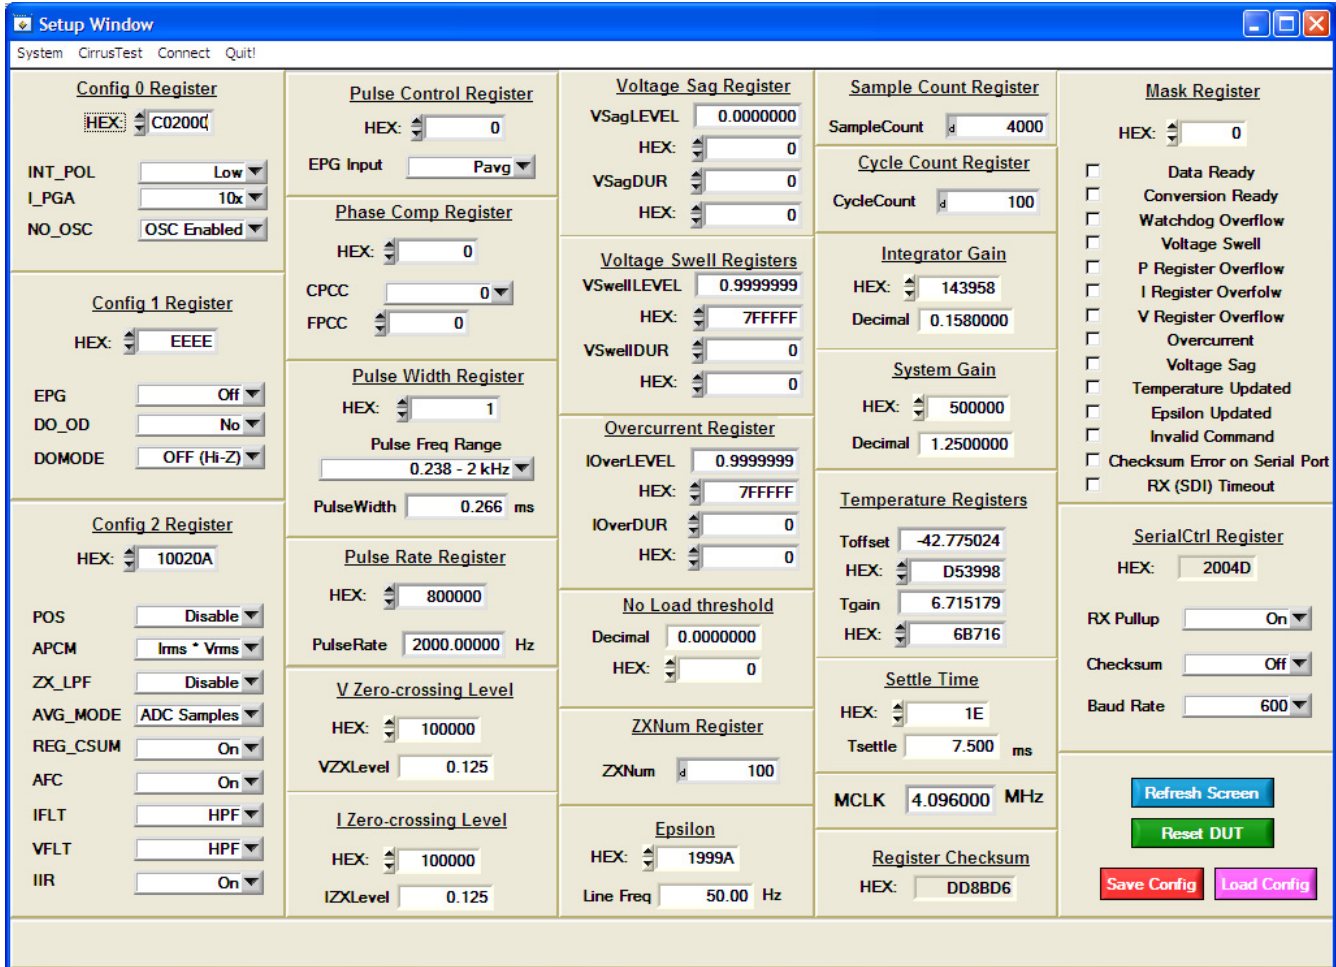 Setup Window
System CirrusTest Connect Quit!
Config 0 Register
HEX: C02000
INT_POL Low
I_PGA 10x
NO_OSC OSC Enabled
Config 1 Register
HEX: EEEE
EPG Off
DO_OD No
DOMODE OFF (Hi-Z)
Config 2 Register
HEX: 10020A
POS Disable
APCM Irms * Vrms
ZX_LPF Disable
AVG_MODE ADC Samples
REG_CSUM On
AFC On
IFLT HPF
VFLT HPF
IIR On
Pulse Control Register
HEX: 0
EPG Input Pavg
Phase Comp Register
HEX: 0
CPCC 0
FPCC 0
Pulse Width Register
HEX: 1
Pulse Freq Range
0.238 - 2 kHz
PulseWidth 0.266 ms
Pulse Rate Register
HEX: 800000
PulseRate 2000.00000 Hz
V Zero-crossing Level
HEX: 100000
VZXLevel 0.125
I Zero-crossing Level
HEX: 100000
IZXLevel 0.125
Voltage Sag Register
VSagLEVEL 0.0000000
HEX: 0
VSagDUR 0
HEX: 0
Voltage Swell Registers
VSwellLEVEL 0.9999999
HEX: 7FFFFF
VSwellDUR 0
HEX: 0
Overcurrent Register
IOverLEVEL 0.9999999
HEX: 7FFFFF
IOverDUR 0
HEX: 0
No Load threshold
Decimal 0.0000000
HEX: 0
ZXNum Register
ZXNum d 100
Epsilon
HEX: 1999A
Line Freq 50.00 Hz
Sample Count Register
SampleCount d 4000
Cycle Count Register
CycleCount d 100
Integrator Gain
HEX: 143958
Decimal 0.1580000
System Gain
HEX: 500000
Decimal 1.2500000
Temperature Registers
Toffset -42.775024
HEX: D53998
Tgain 6.715179
HEX: 6B716
Settle Time
HEX: 1E
Tsettle 7.500 ms
MCLK 4.096000 MHz
Register Checksum
HEX: DD8BD6
Mask Register
HEX: 0
Data Ready
Conversion Ready
Watchdog Overflow
Voltage Swell
P Register Overflow
I Register Overfolw
V Register Overflow
Overcurrent
Voltage Sag
Temperature Updated
Epsilon Updated
Invalid Command
Checksum Error on Serial Port
RX (SDI) Timeout
SerialCtrl Register
HEX: 2004D
RX Pullup On
Checksum Off
Baud Rate 600
Refresh Screen
Reset DUT
Save Config Load Config